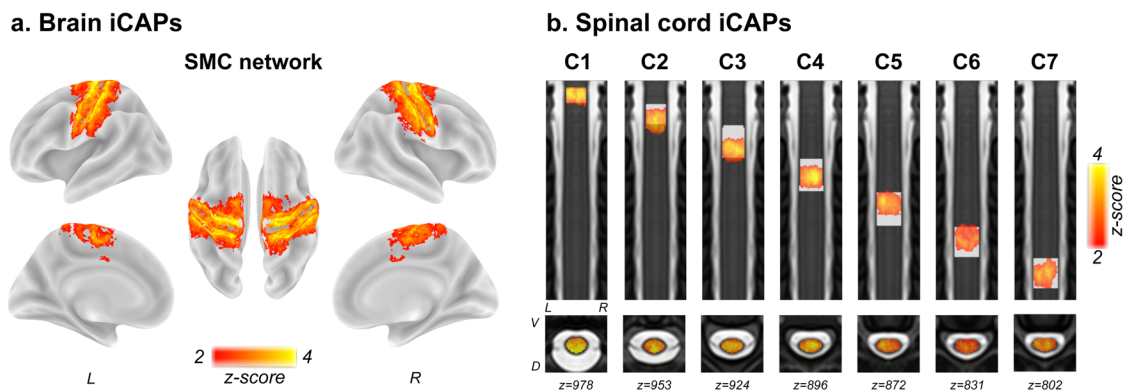 a. Brain iCAPs
SMC network
2
4
z-score
L
R
b. Spinal cord iCAPs
C1 C2 C3 C4 C5 C6 C7
L R
V
D
z=978 z=953 z=924 z=896 z=872 z=831 z=802
4
z-score
2